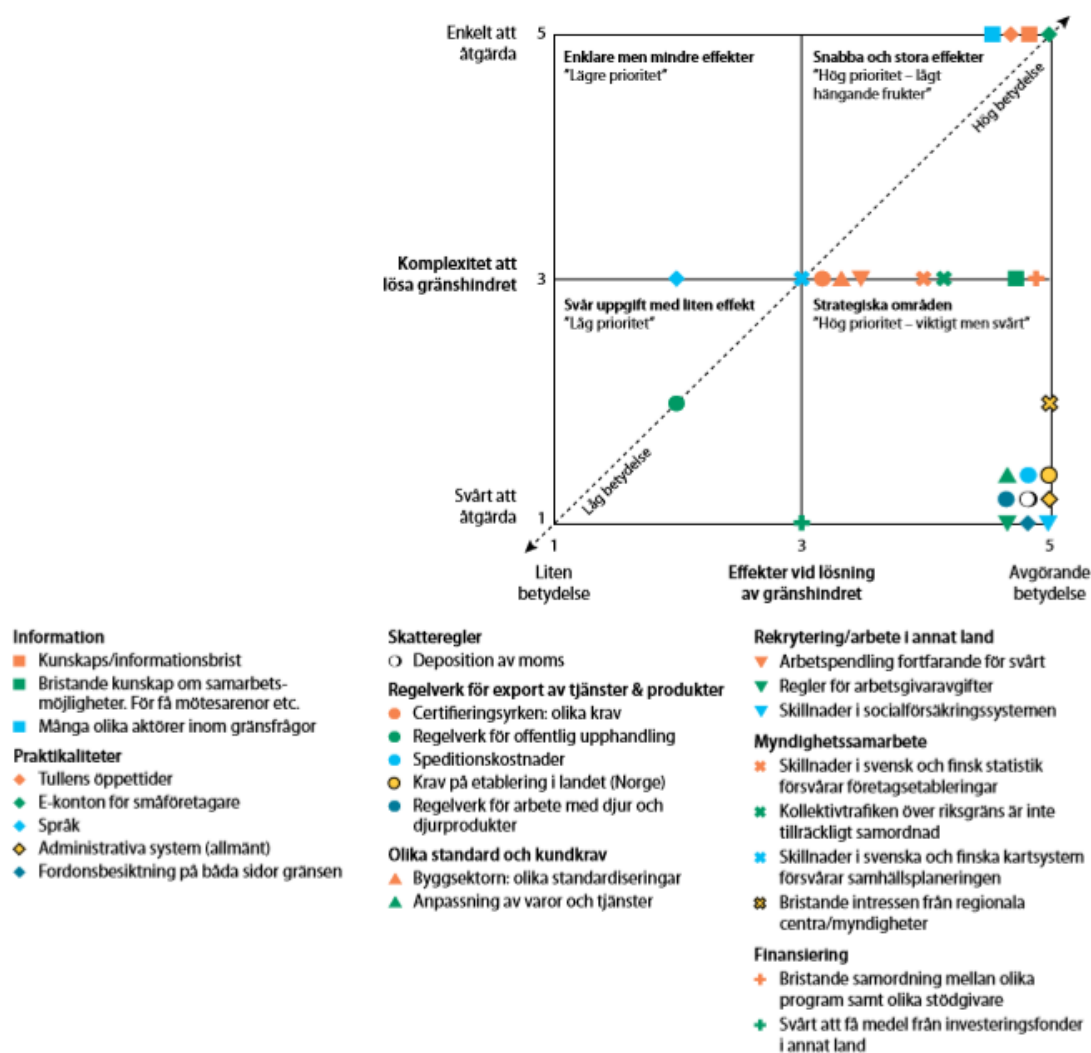 Enkelt att
åtgärda
5
Enklare men mindre effekter
"Lägre prioritet"
Snabba och stora effekter
"Hög prioritet – lågt
hängande frukter"
Hög betydelse
Komplexitet att
lösa gränshindret
3
Svår uppgift med liten effekt
"Låg prioritet"
Strategiska områden
"Hög prioritet – viktigt men svårt"
Låg betydelse
Svårt att
åtgärda
1
1
3
5
Liten
betydelse
Effekter vid lösning
av gränshindret
Avgörande
betydelse
Information
Kunskaps/informationsbrist
Bristande kunskap om samarbets-
möjligheter. För få mötesarenor etc.
Många olika aktörer inom gränsfrågor
Praktikaliteter
Tullens öppettider
E-konton för småföretagare
Språk
Administrativa system (allmänt)
Fordonsbesiktning på båda sidor gränsen
Skatteregler
Deposition av moms
Regelverk för export av tjänster & produkter
Certifieringsyrken: olika krav
Regelverk för offentlig upphandling
Speditionskostnader
Krav på etablering i landet (Norge)
Regelverk för arbete med djur och
djurprodukter
Olika standard och kundkrav
Byggsektorn: olika standardiseringar
Anpassning av varor och tjänster
Rekrytering/arbete i annat land
Arbetspendling fortfarande för svårt
Regler för arbetsgivaravgifter
Skillnader i socialförsäkringssystemen
Myndighetssamarbete
Skillnader i svensk och finsk statistik
försvårar företagsetableringar
Kollektivtrafiken över riksgräns är inte
tillräckligt samordnad
Skillnader i svenska och finska kartsystem
försvårar samhällsplaneringen
Bristande intressen från regionala
centra/myndigheter
Finansiering
Bristande samordning mellan olika
program samt olika stödgivare
Svårt att få medel från investeringsfonder
i annat land